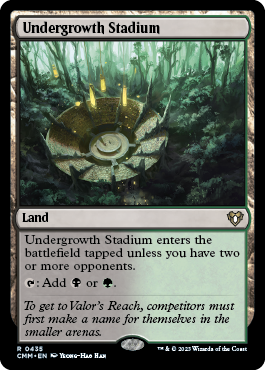 Undergrowth Stadium
Land
Undergrowth Stadium enters the
battlefield tapped unless you have two
or more opponents.
: Add or .
To get to Valor's Reach, competitors must
first make a name for themselves in the
smaller arenas.
R 0435
CMM • EN Yeong-Hao Han
™ & © 2023 Wizards of the Coast